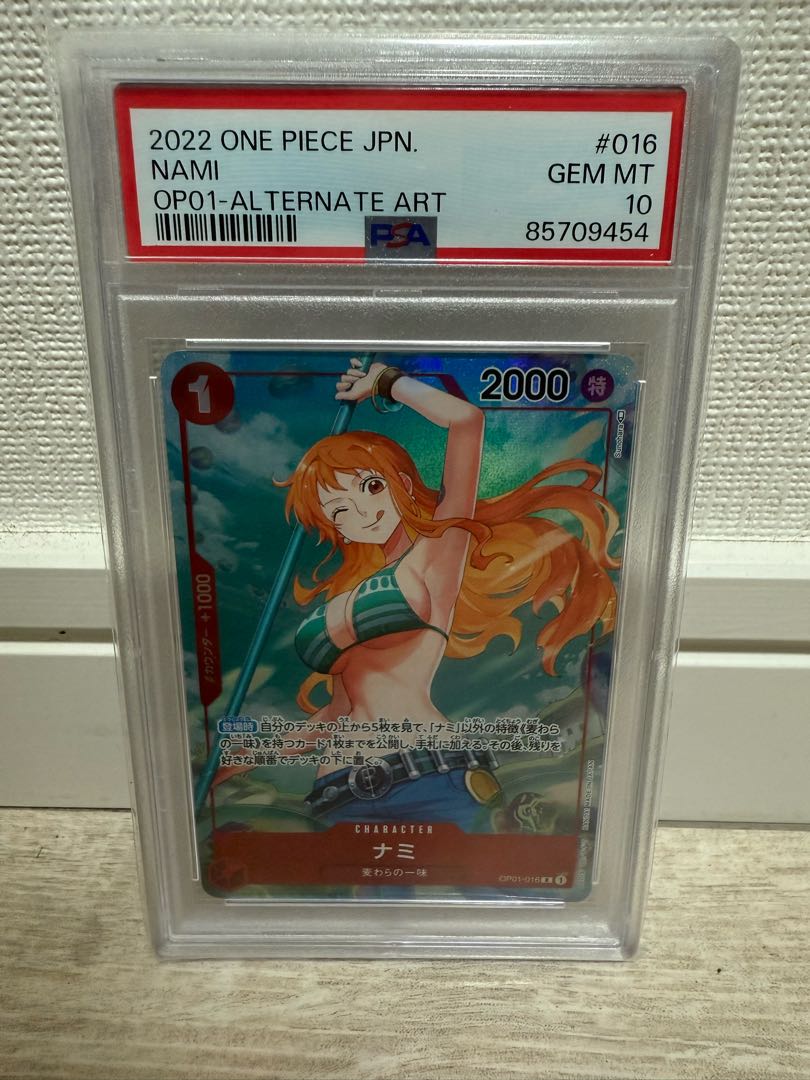 2022 ONE PIECE JPN.
#016
NAMI
GEM MT
OP01-ALTERNATE ART
10
PSA
85709454
1
2000
特
Sunohara
カウンター +1000
登場時 自分のデッキの上から5枚を見て、「ナミ」以外の特徴《麦わら
の一味》を持つカード1枚までを公開し、手札に加える。その後、残りを
好きな順番でデッキの下に置く。
CHARACTER
ナミ
麦わらの一味
OP01-016 R 1